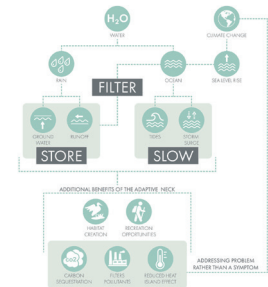 H₂O
WATER
CLIMATE CHANGE
RAIN
OCEAN
SEA LEVEL RISE
FILTER
GROUND
WATER
RUNOFF
TIDES
STORM
SURGE
STORE
SLOW
ADDITIONAL BENEFITS OF THE ADAPTIVE NECK
HABITAT
CREATION
RECREATION
OPPORTUNITIES
ADDRESSING PROBLEM
RATHER THAN A SYMPTOM
CARBON
SEQUESTRATION
FILTERS
POLLUTANTS
REDUCES HEAT
ISLAND EFFECT